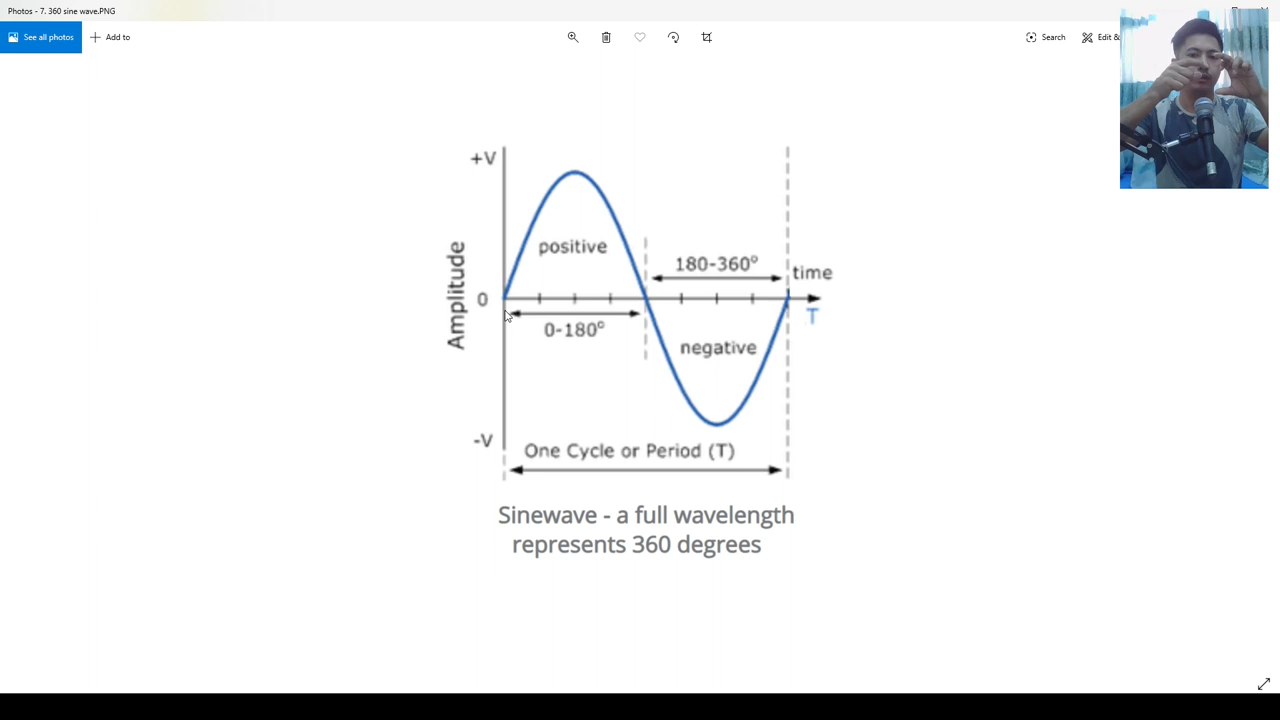 Photos - 7. 360 sine wave.PNG
See all photos
Add to
Search
Edit &
+V
Amplitude
positive
180-360°
time
0
T
0-180°
negative
-V
One Cycle or Period (T)
Sinewave - a full wavelength
represents 360 degrees